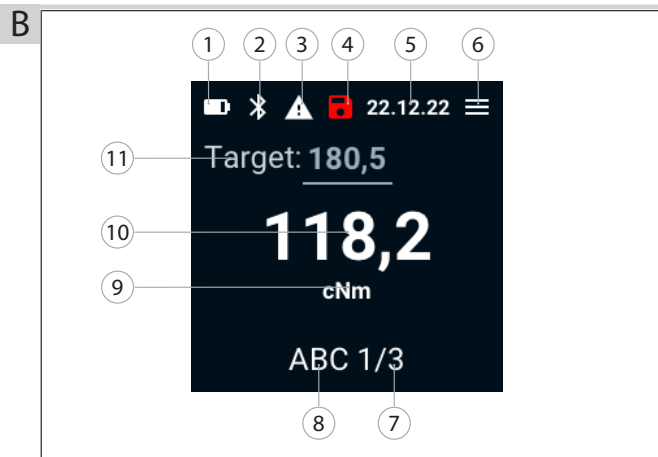 B
1 2 3 4 5 6
22.12.22
11 Target: 180,5
10 118,2
9 cNm
ABC 1/3
8 7